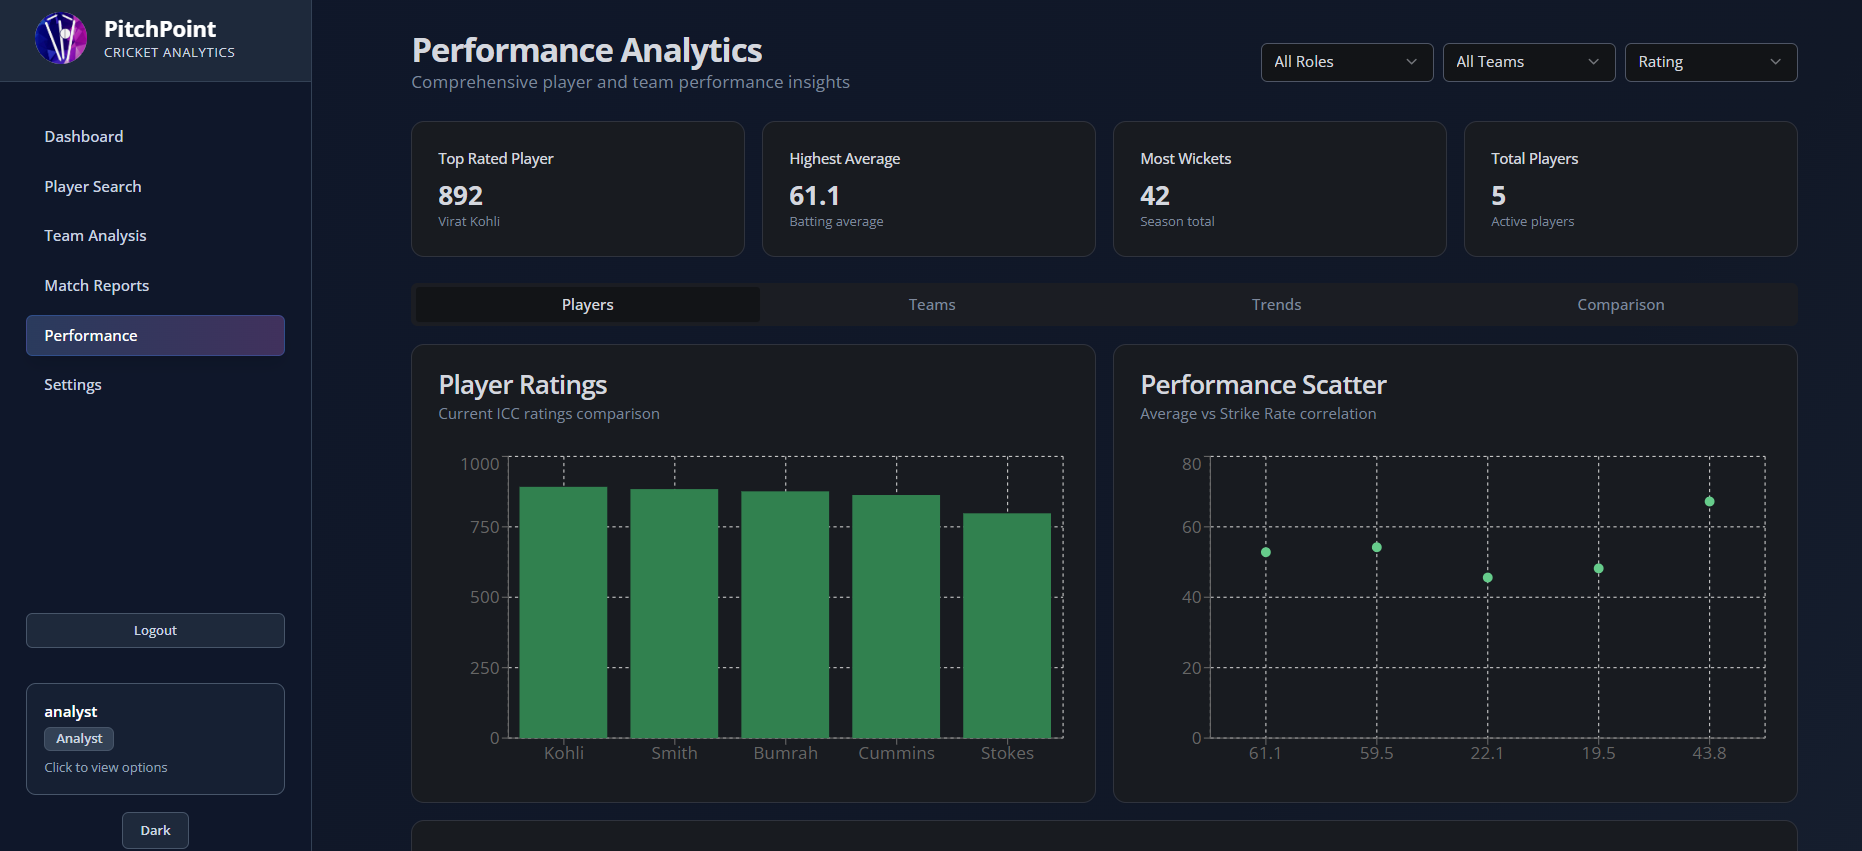 PitchPoint
CRICKET ANALYTICS
Dashboard
Player Search
Team Analysis
Match Reports
Performance
Settings
Logout
analyst
Analyst
Click to view options
Dark
Performance Analytics
Comprehensive player and team performance insights
All Roles
All Teams
Rating
Top Rated Player
892
Virat Kohli
Highest Average
61.1
Batting average
Most Wickets
42
Season total
Total Players
5
Active players
Players
Teams
Trends
Comparison
Player Ratings
Current ICC ratings comparison
1000
750
500
250
0
Kohli
Smith
Bumrah
Cummins
Stokes
Performance Scatter
Average vs Strike Rate correlation
80
60
40
20
0
61.1
59.5
22.1
19.5
43.8